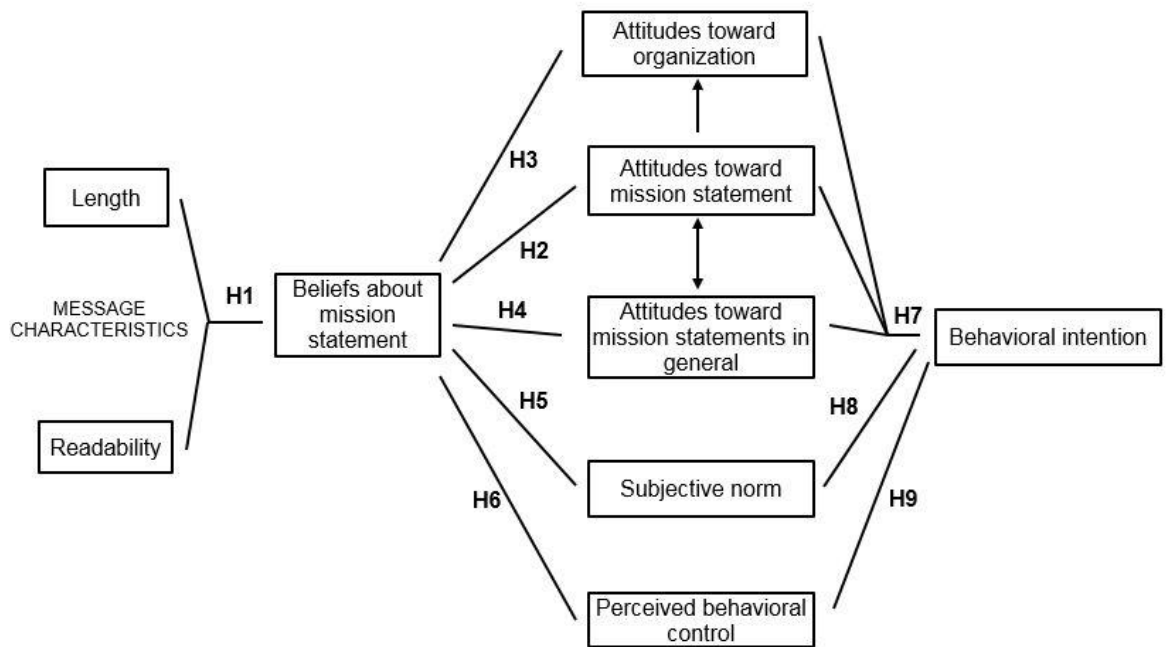 Attitudes toward
organization
H3
Attitudes toward
mission statement
Length
H2
MESSAGE
CHARACTERISTICS
H1
Beliefs about
mission
statement
H4
Attitudes toward
mission statements in
general
H7
Behavioral intention
H5
H8
Readability
Subjective norm
H6
H9
Perceived behavioral
control